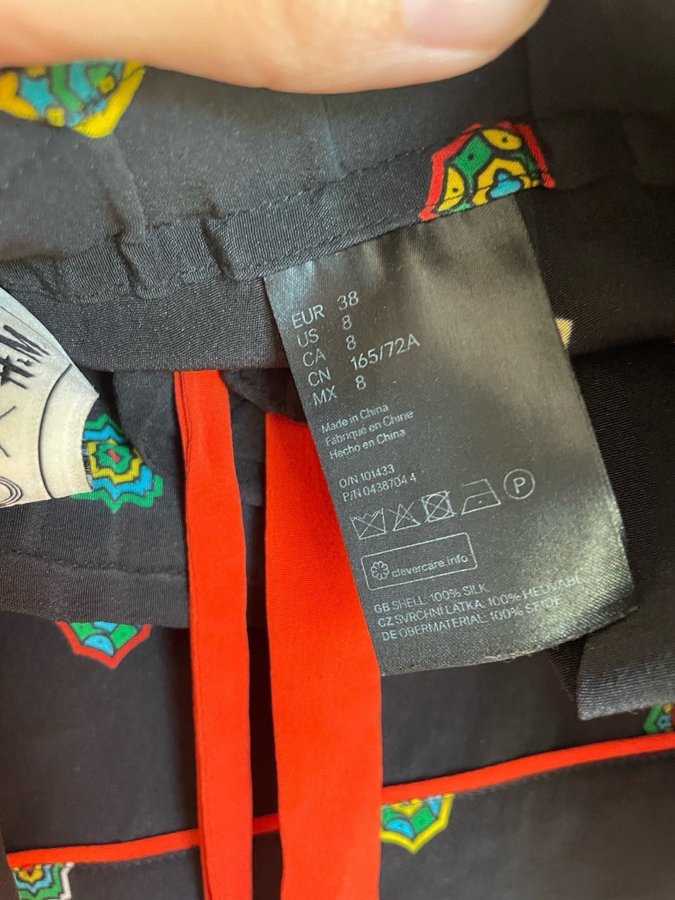 H&M
×
EUR 38
US 8
CA 8
CN 165/72A
MX 8
Made in China
Fabriqué en Chine
Hecho en China
O/N 101433
P/N 0438704 4
P
clevercare.info
GB SHELL: 100% SILK
CZ SVRCHNÍ LÁTKA: 100% HEDVÁBÍ
DE OBERMATERIAL: 100% SEIDE